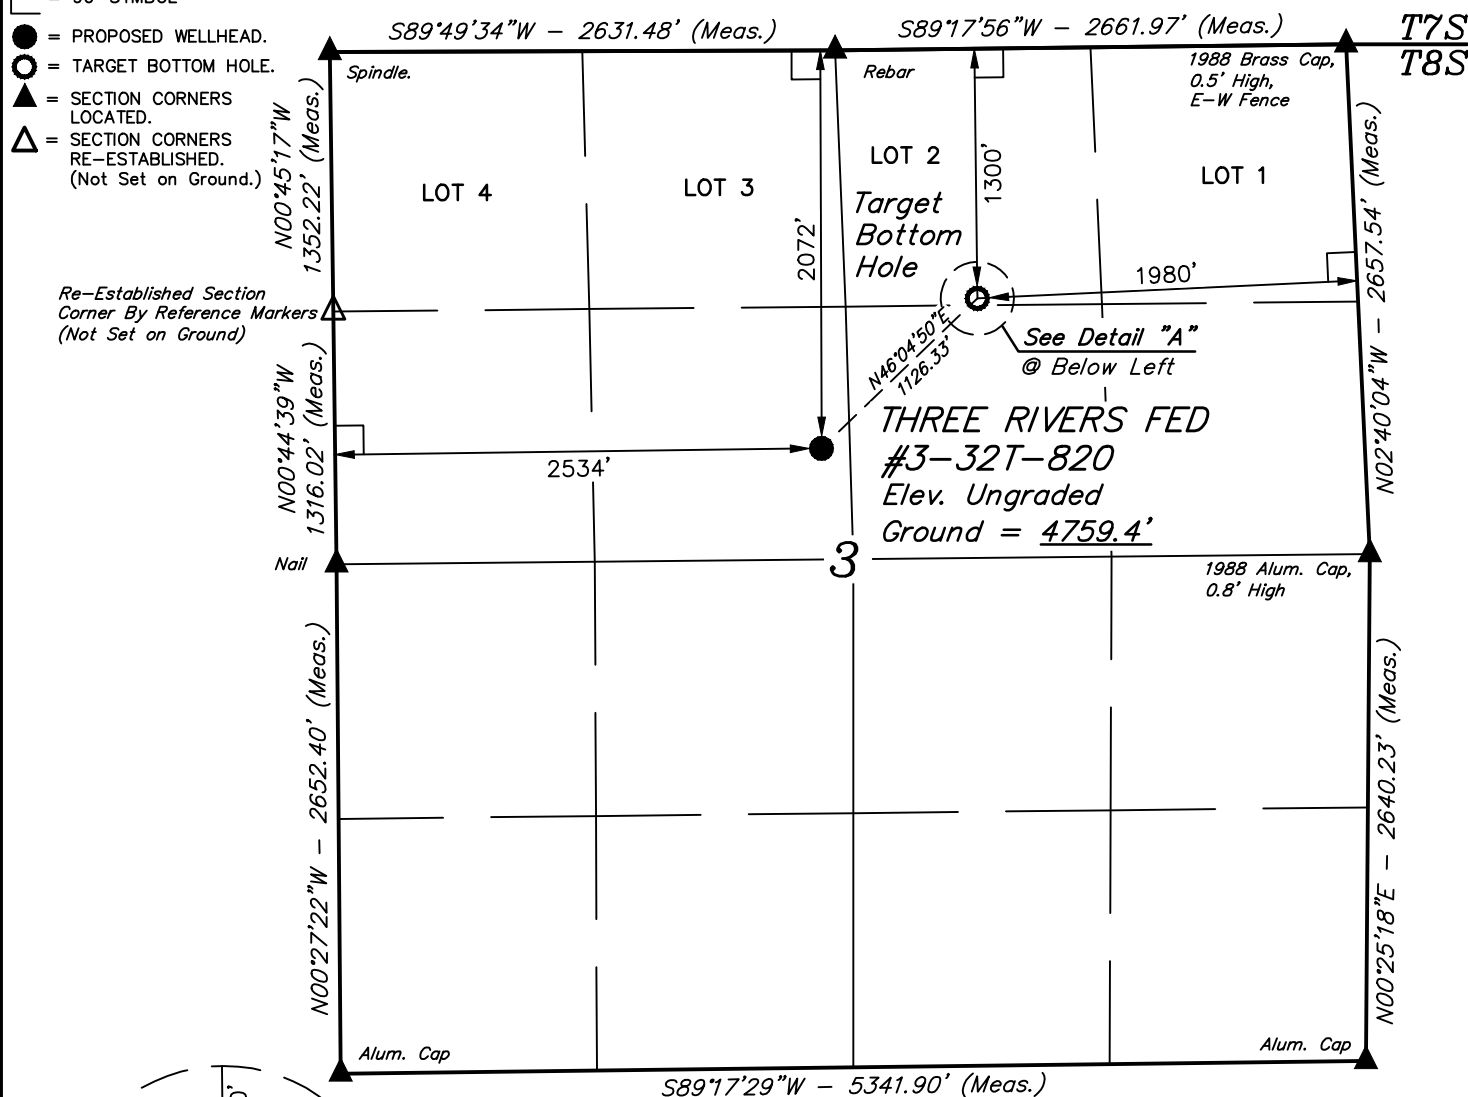 = PROPOSED WELLHEAD.
= TARGET BOTTOM HOLE.
= SECTION CORNERS
LOCATED.
= SECTION CORNERS
RE-ESTABLISHED.
(Not Set on Ground.)
S89°49'34"W - 2631.48' (Meas.)
S89°17'56"W - 2661.97' (Meas.)
T7S
T8S
Spindle.
Rebar
1988 Brass Cap,
0.5' High,
E-W Fence
N00°45'17"W
1352.22' (Meas.)
LOT 4
LOT 3
LOT 2
LOT 1
2072'
1300'
Target
Bottom
Hole
1980'
N02°40'04"W - 2657.54' (Meas.)
Re-Established Section
Corner By Reference Markers
(Not Set on Ground)
N46°04'50"E
1126.33'
See Detail "A"
@ Below Left
N00°44'39"W
1316.02' (Meas.)
2534'
THREE RIVERS FED
#3-32T-820
Elev. Ungraded
Ground = 4759.4'
Nail
3
1988 Alum. Cap,
0.8' High
N00°27'22"W - 2652.40' (Meas.)
N00°25'18"E - 2640.23' (Meas.)
Alum. Cap
Alum. Cap
S89°17'29"W - 5341.90' (Meas.)